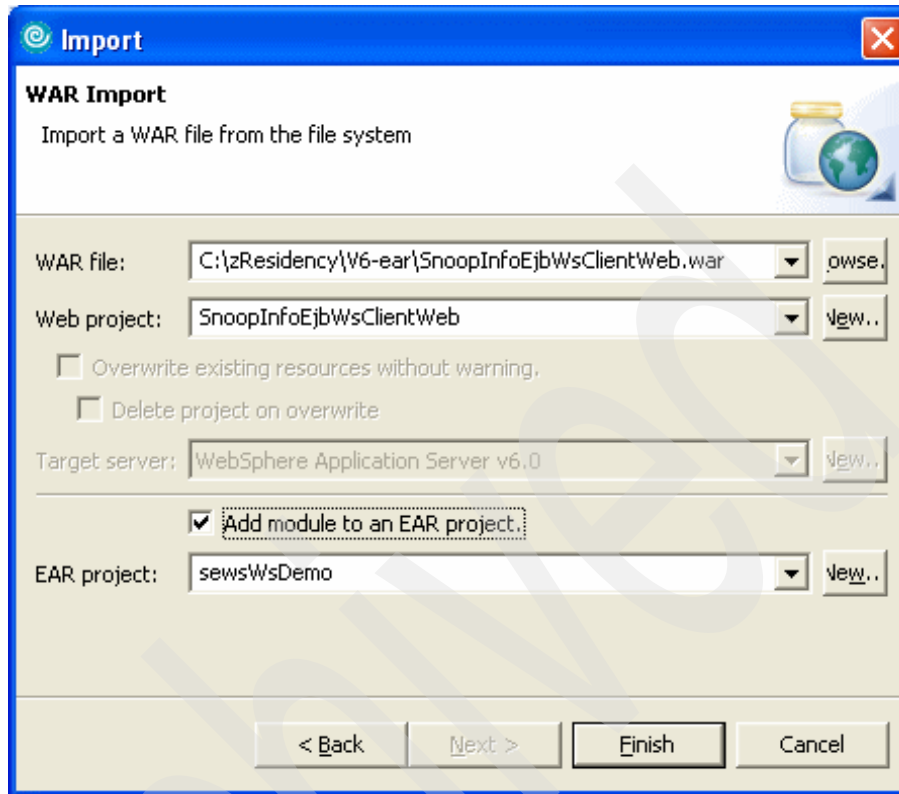 Import
WAR Import
Import a WAR file from the file system
WAR file: C:\zResidency\V6-ear\SnoopInfoEjbWsClientWeb.war owse.
Web project: SnoopInfoEjbWsClientWeb New..
Overwrite existing resources without warning.
Delete project on overwrite
Target server: WebSphere Application Server v6.0 New..
Add module to an EAR project.
EAR project: sewsWsDemo New..
< Back Next > Finish Cancel